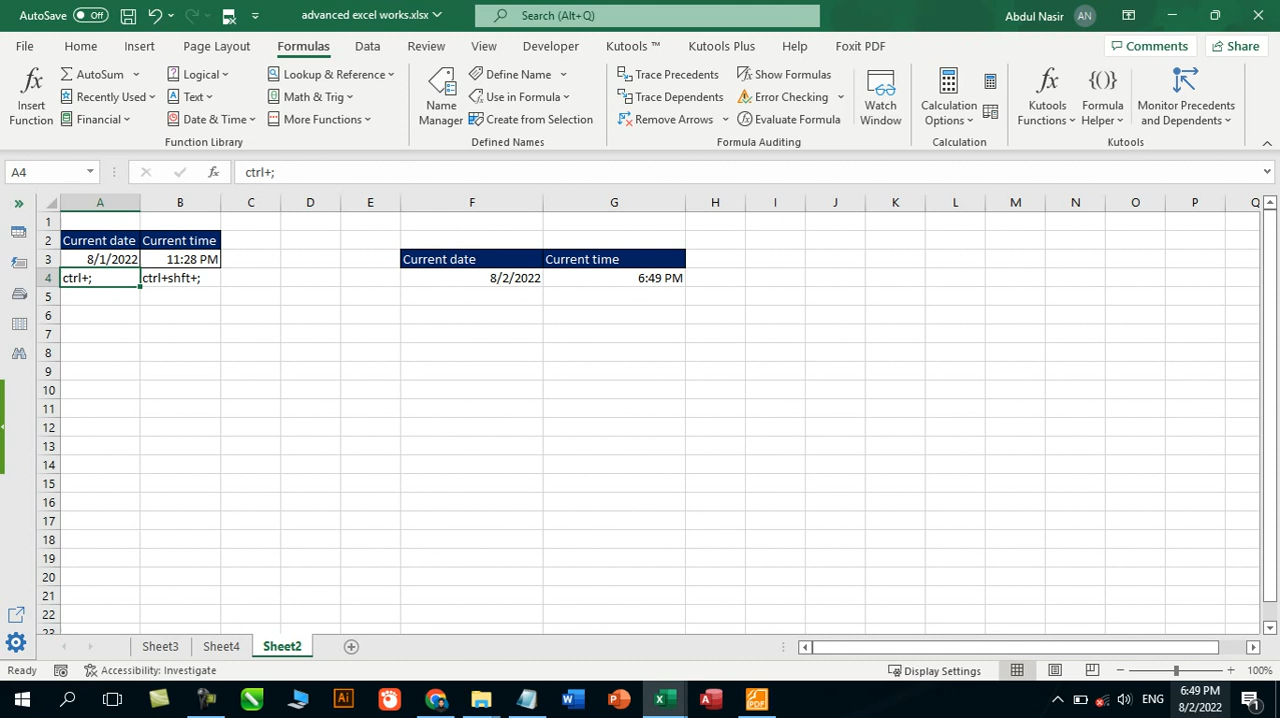 AutoSave Off advanced excel works.xlsx Search (Alt+Q) Abdul Nasir AN
File Home Insert Page Layout Formulas Data Review View Developer Kutools ™ Kutools Plus Help Foxit PDF Comments Share
Insert Function
AutoSum
Recently Used
Financial
Logical
Text
Date & Time
Lookup & Reference
Math & Trig
More Functions
Function Library
Name Manager
Define Name
Use in Formula
Create from Selection
Defined Names
Trace Precedents
Trace Dependents
Remove Arrows
Show Formulas
Error Checking
Evaluate Formula
Watch Window
Formula Auditing
Calculation Options
Calculation
Kutools Functions
Formula Helper
Monitor Precedents and Dependents
Kutools
A4 fx ctrl+;
A B C D E F G H I J K L M N O P Q
1
2 Current date Current time
3 8/1/2022 11:28 PM Current date Current time
4 ctrl+; ctrl+shft+; 8/2/2022 6:49 PM
5
6
7
8
9
10
11
12
13
14
15
16
17
18
19
20
21
22
23
Sheet3 Sheet4 Sheet2
Ready Accessibility: Investigate Display Settings 100%
ENG 6:49 PM
8/2/2022